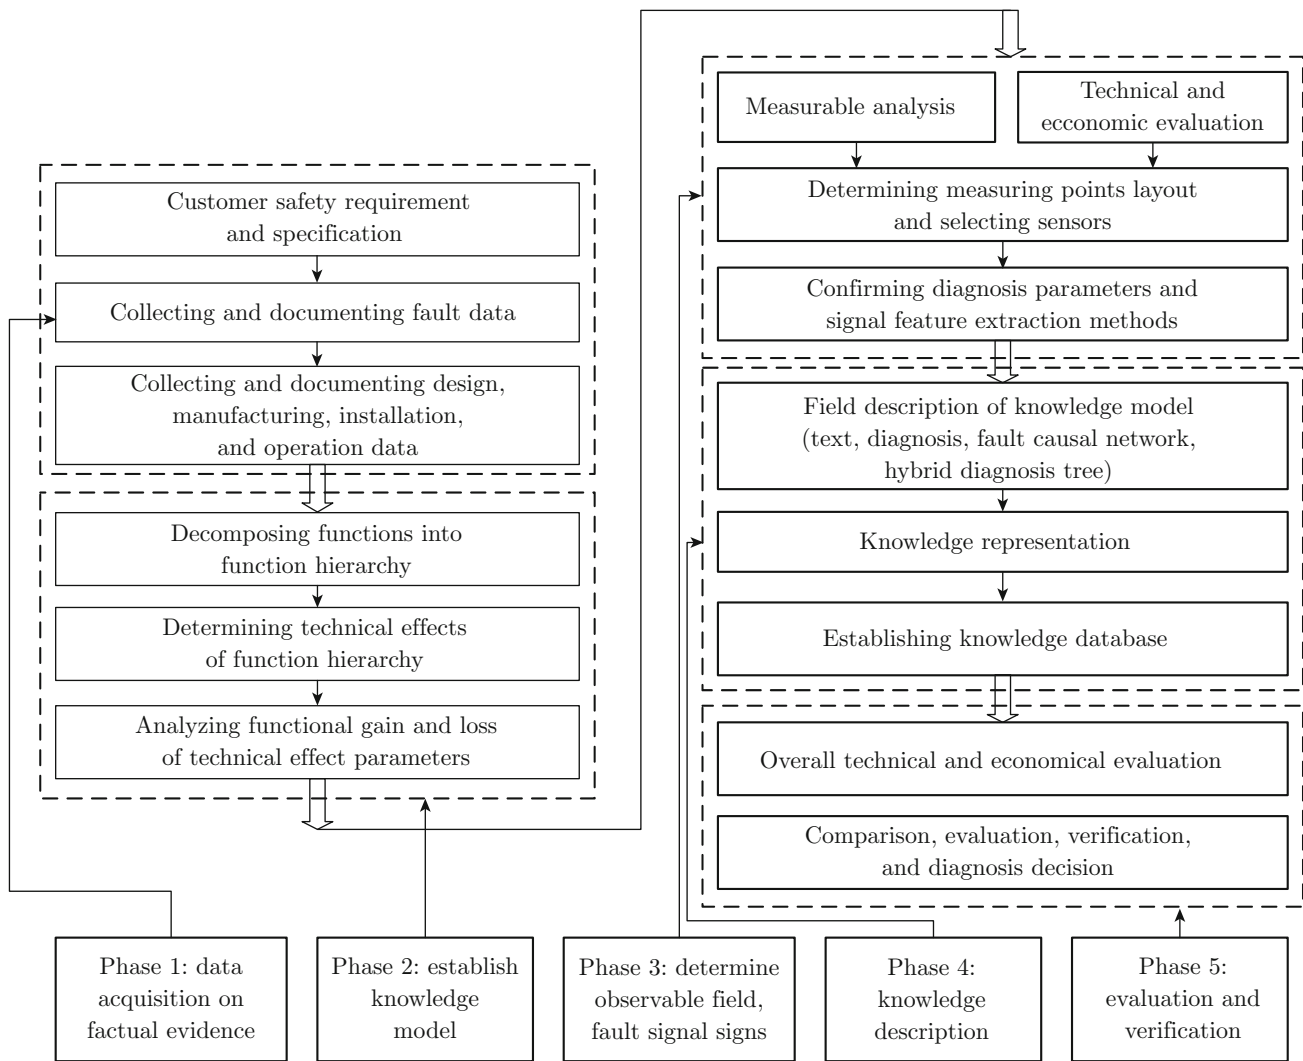 Customer safety requirement
and specification
Collecting and documenting fault data
Collecting and documenting design,
manufacturing, installation,
and operation data
Decomposing functions into
function hierarchy
Determining technical effects
of function hierarchy
Analyzing functional gain and loss
of technical effect parameters
Measurable analysis
Technical and
ecconomic evaluation
Determining measuring points layout
and selecting sensors
Confirming diagnosis parameters and
signal feature extraction methods
Field description of knowledge model
(text, diagnosis, fault causal network,
hybrid diagnosis tree)
Knowledge representation
Establishing knowledge database
Overall technical and economical evaluation
Comparison, evaluation, verification,
and diagnosis decision
Phase 1: data
acquisition on
factual evidence
Phase 2: establish
knowledge
model
Phase 3: determine
observable field,
fault signal signs
Phase 4:
knowledge
description
Phase 5:
evaluation and
verification